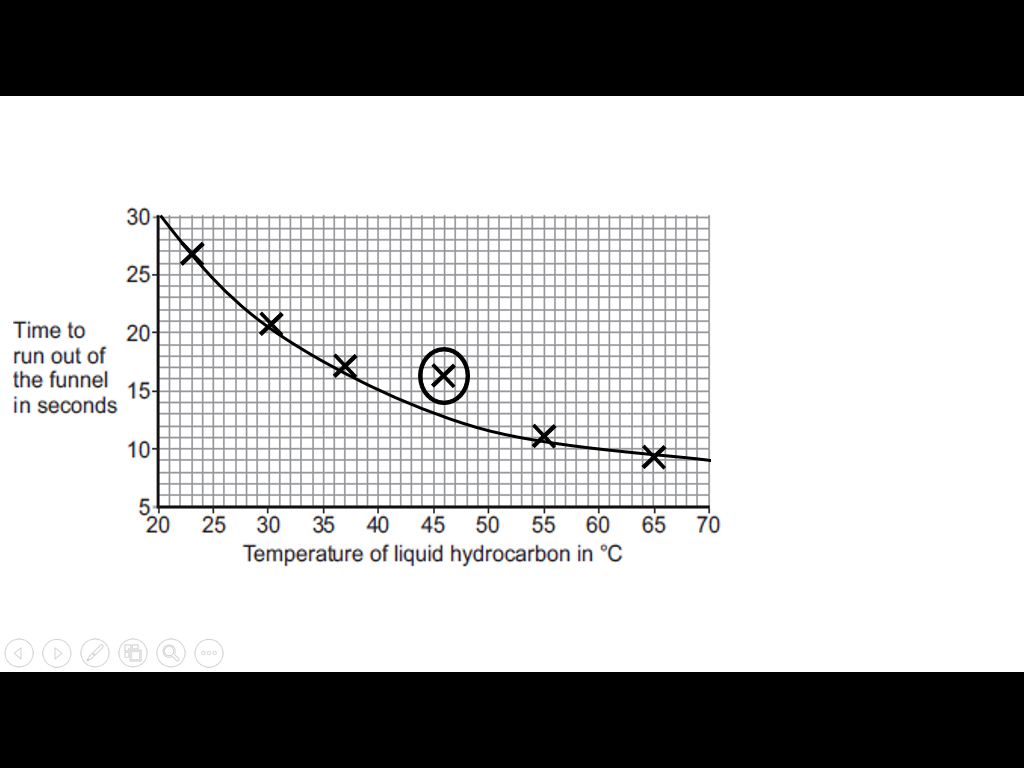 30
25
20
15
10
5
Time to
run out of
the funnel
in seconds
20 25 30 35 40 45 50 55 60 65 70
Temperature of liquid hydrocarbon in °C